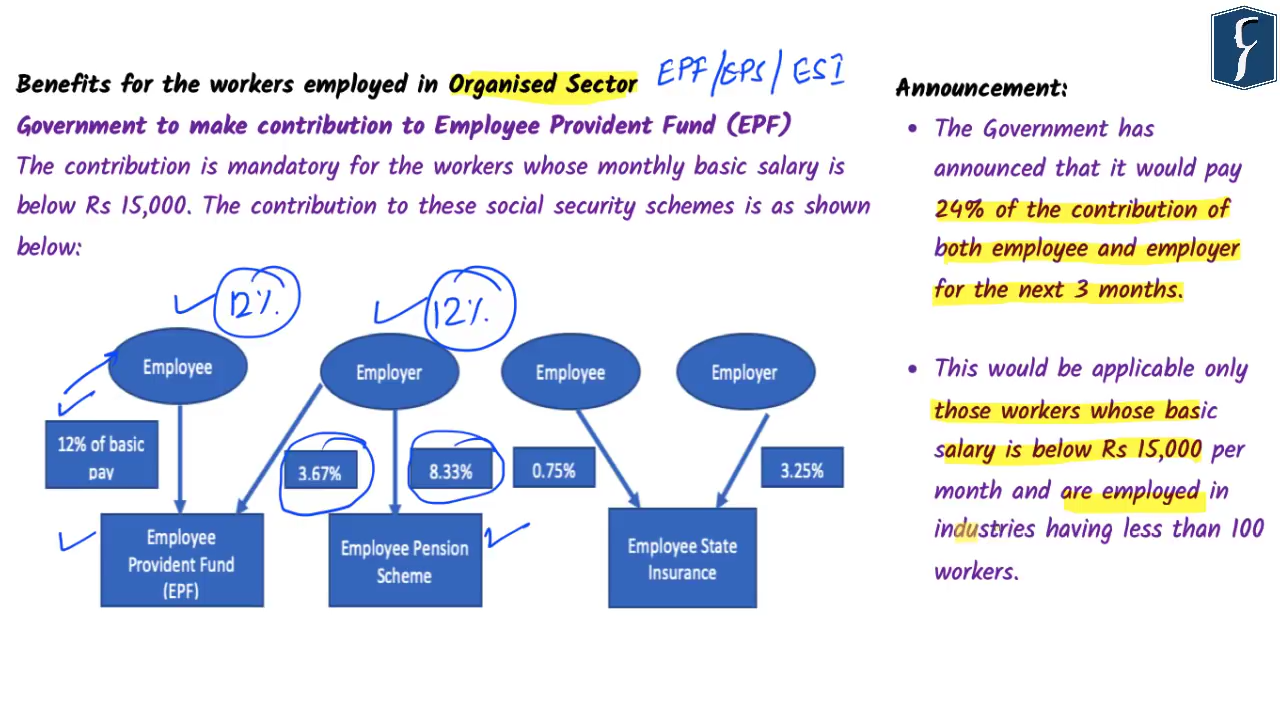 Benefits for the workers employed in Organised Sector EPF/EPS/ESI
Government to make contribution to Employee Provident Fund (EPF)
The contribution is mandatory for the workers whose monthly basic salary is
below Rs 15,000. The contribution to these social security schemes is as shown
below:
12%
12%
Employee
Employer
Employee
Employer
12% of basic
pay
3.67%
8.33%
0.75%
3.25%
Employee
Provident Fund
(EPF)
Employee Pension
Scheme
Employee State
Insurance
Announcement:
• The Government has
announced that it would pay
24% of the contribution of
both employee and employer
for the next 3 months.
• This would be applicable only
those workers whose basic
salary is below Rs 15,000 per
month and are employed in
industries having less than 100
workers.